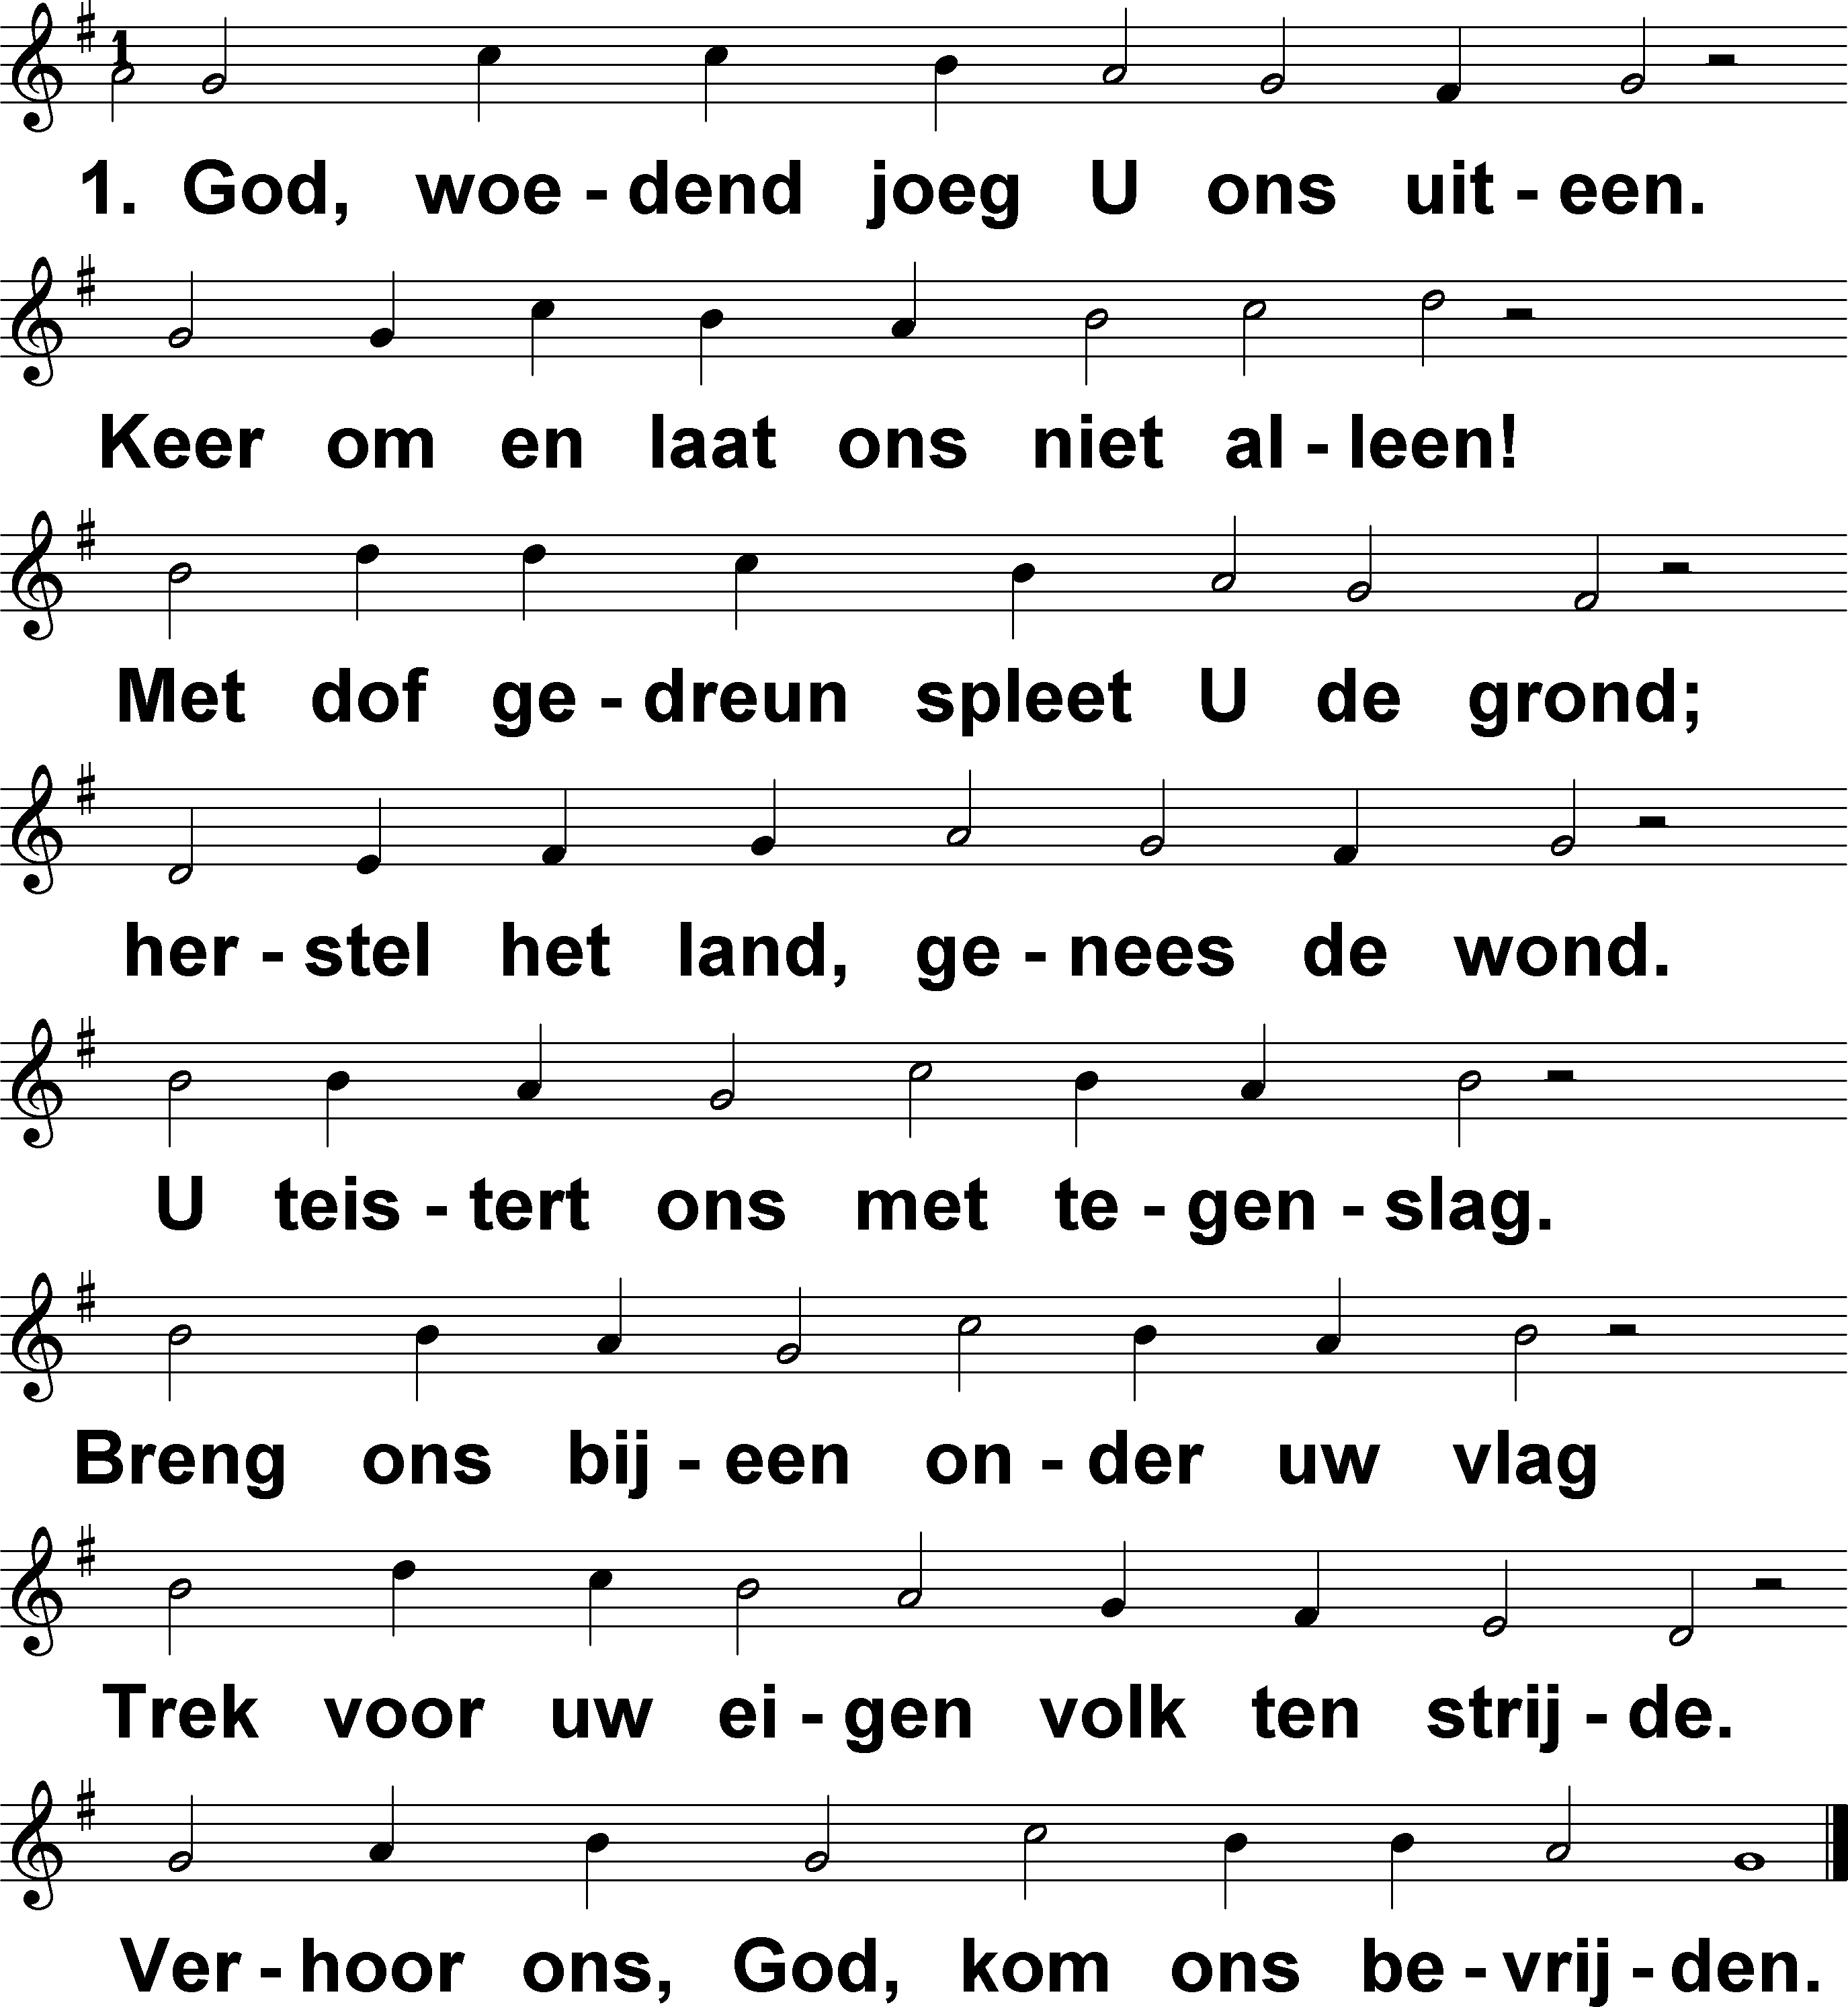 1. God, woe - dend joeg U ons uit - een.
Keer om en laat ons niet al - leen!
Met dof ge - dreun spleet U de grond;
her - stel het land, ge - nees de wond.
U teis - tert ons met te - gen - slag.
Breng ons bij - een on - der uw vlag
Trek voor uw ei - gen volk ten strij - de.
Ver - hoor ons, God, kom ons be - vrij - den.